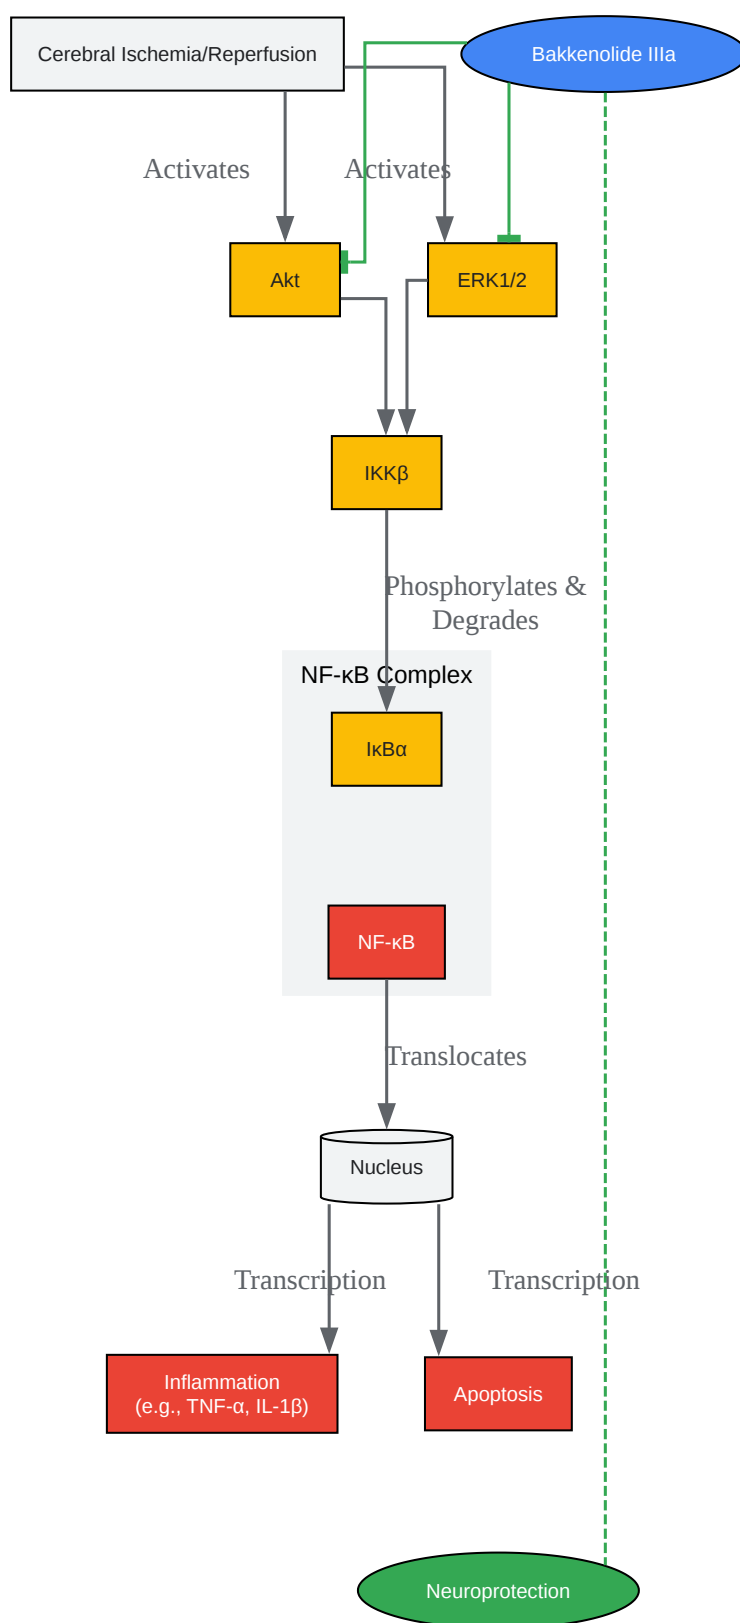 Cerebral Ischemia/Reperfusion
Bakkenolide IIIa
Activates
Activates
Akt
ERK1/2
IKKβ
Phosphorylates &
Degrades
NF-κB Complex
IκBα
NF-κB
Translocates
Nucleus
Transcription
Transcription
Inflammation
(e.g., TNF-α, IL-1β)
Apoptosis
Neuroprotection